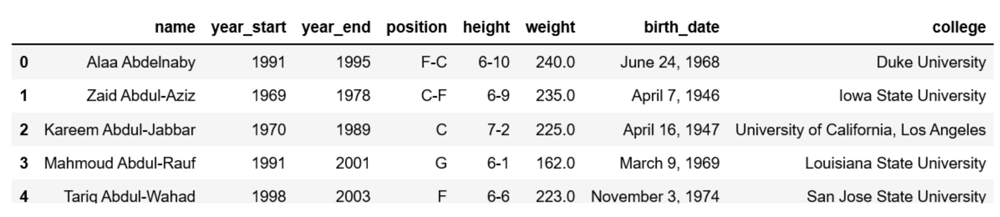 name year_start year_end position height weight birth_date college
0 Alaa Abdelnaby 1991 1995 F-C 6-10 240.0 June 24, 1968 Duke University
1 Zaid Abdul-Aziz 1969 1978 C-F 6-9 235.0 April 7, 1946 Iowa State University
2 Kareem Abdul-Jabbar 1970 1989 C 7-2 225.0 April 16, 1947 University of California, Los Angeles
3 Mahmoud Abdul-Rauf 1991 2001 G 6-1 162.0 March 9, 1969 Louisiana State University
4 Tariq Abdul-Wahad 1998 2003 F 6-6 223.0 November 3, 1974 San Jose State University